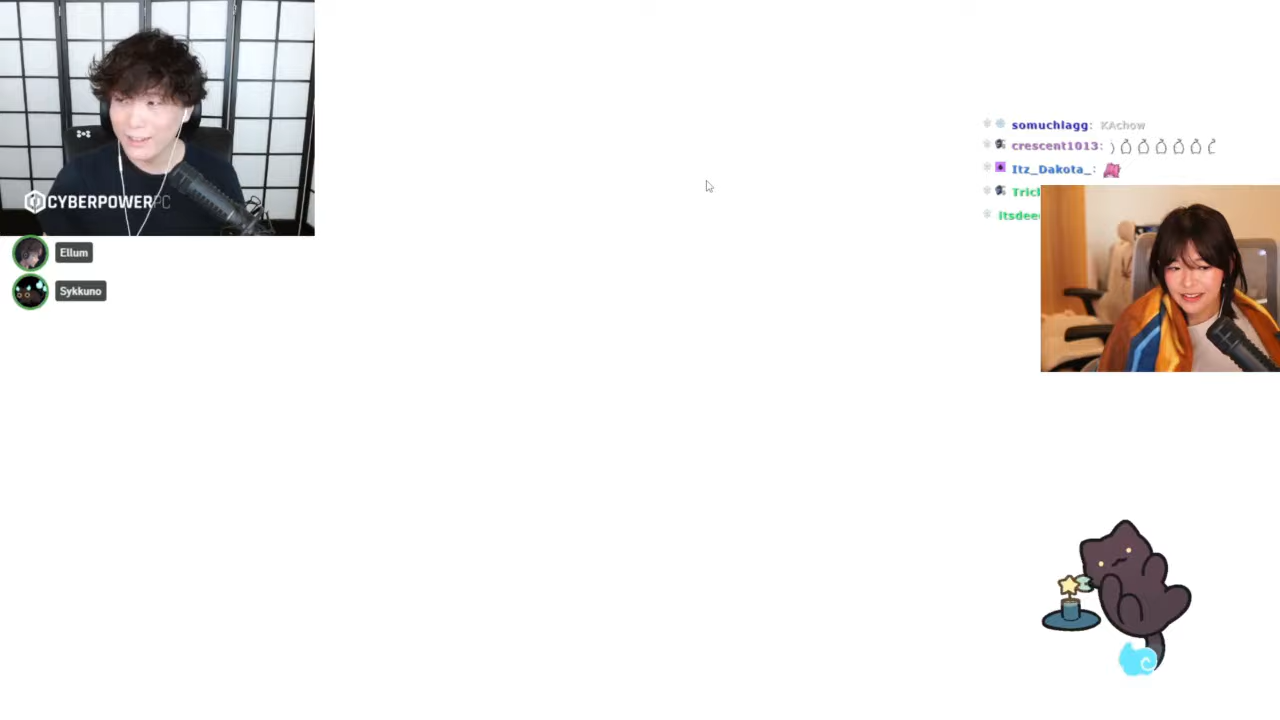 CYBERPOWERPC
Ellum
Sykkuno
somuchlagg: KAchow
crescent1013:
Itz_Dakota_: